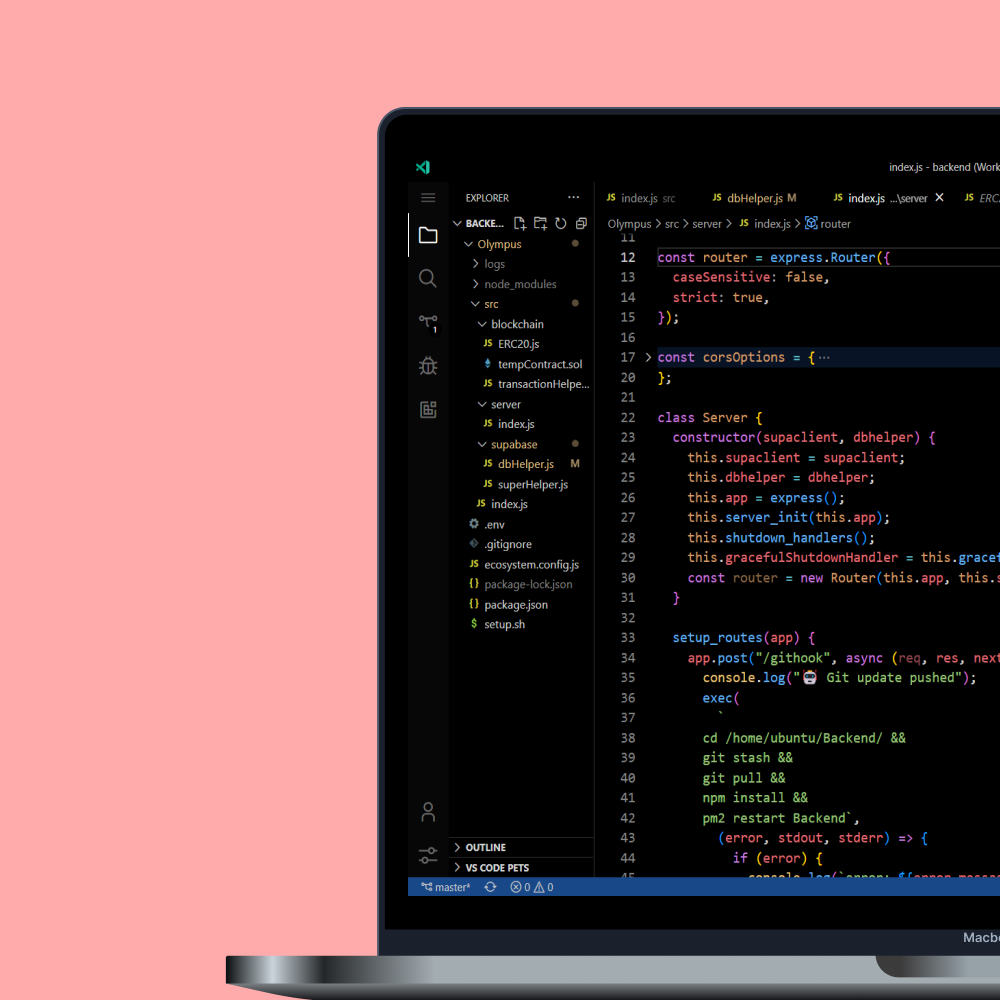 index.js - backend (Work
EXPLORER ...
JS index.js src
JS dbHelper.js M
JS index.js ...\server
JS ERC
BACKE...
Olympus > src > server > JS index.js > router
Olympus
logs
node_modules
src
blockchain
JS ERC20.js
tempContract.sol
JS transactionHelpe...
server
JS index.js
supabase
JS dbHelper.js M
JS superHelper.js
JS index.js
.env
.gitignore
JS ecosystem.config.js
{} package-lock.json
{} package.json
$ setup.sh
OUTLINE
VS CODE PETS
11
12 const router = express.Router({
13 caseSensitive: false,
14 strict: true,
15 });
16
17 const corsOptions = { ...
20 };
21
22 class Server {
23 constructor(supaclient, dbhelper) {
24 this.supaclient = supaclient;
25 this.dbhelper = dbhelper;
26 this.app = express();
27 this.server_init(this.app);
28 this.shutdown_handlers();
29 this.gracefulShutdownHandler = this.gracef
30 const router = new Router(this.app, this.s
31 }
32
33 setup_routes(app) {
34 app.post("/githook", async (req, res, next
35 console.log("🤖 Git update pushed");
36 exec(
37 `
38 cd /home/ubuntu/Backend/ &&
39 git stash &&
40 git pull &&
41 npm install &&
42 pm2 restart Backend`,
43 (error, stdout, stderr) => {
44 if (error) {
45 console.log(`error: ${error.messag
1
master* 0 0
Macbo